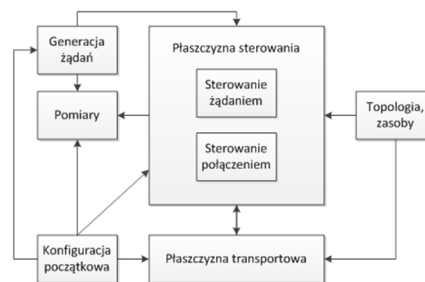 Generacja
żądań
Płaszczyzna sterowania
Sterowanie
żądaniem
Pomiary
Topologia,
zasoby
Sterowanie
połączeniem
Konfiguracja
początkowa
Płaszczyzna transportowa